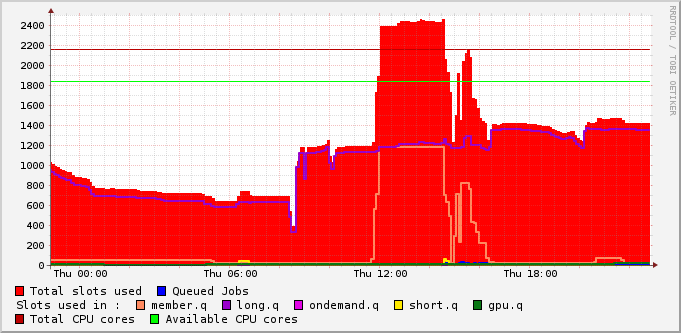 2400
2200
2000
1800
1600
1400
1200
1000
800
600
400
200
0
Thu 00:00 Thu 06:00 Thu 12:00 Thu 18:00
RRDTOOL / TOBI OETIKER
Total slots used Queued Jobs
Slots used in : member.q long.q ondemand.q short.q gpu.q
Total CPU cores Available CPU cores